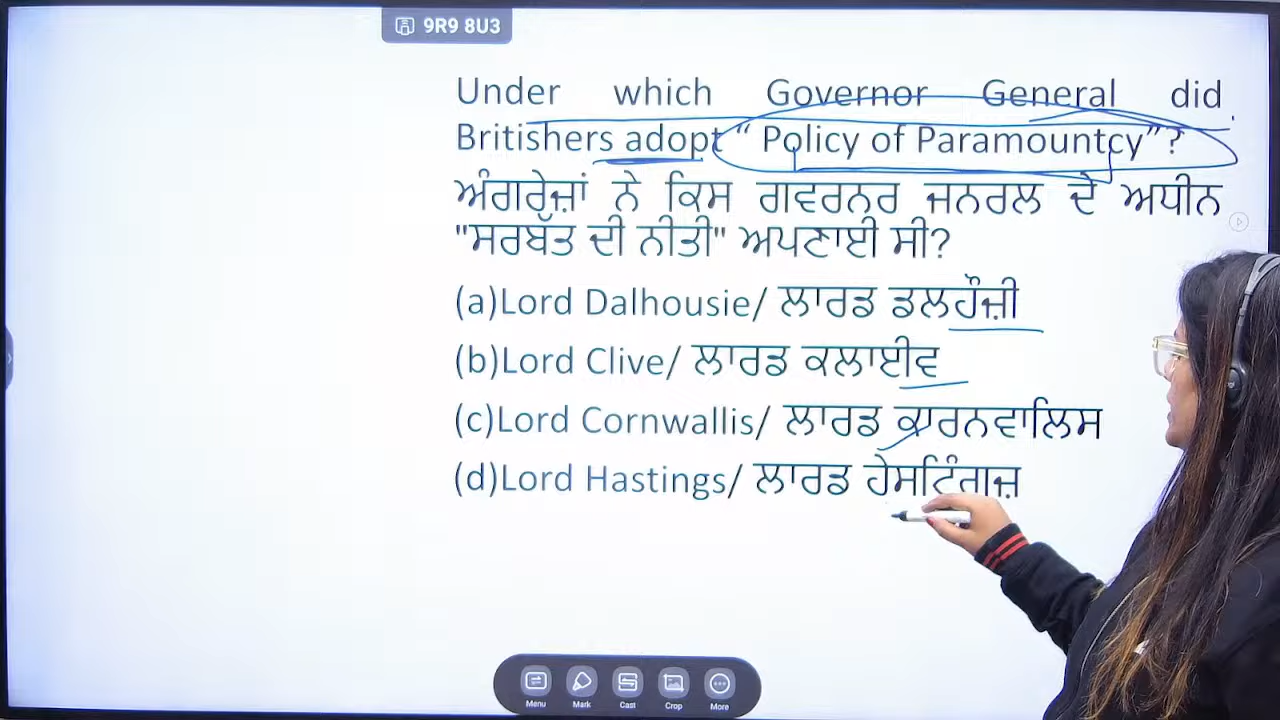 9R9 8U3
Under which Governor General did
Britishers adopt “ Policy of Paramountcy”?
ਅੰਗਰੇਜ਼ਾਂ ਨੇ ਕਿਸ ਗਵਰਨਰ ਜਨਰਲ ਦੇ ਅਧੀਨ
"ਸਰਬੱਤ ਦੀ ਨੀਤੀ" ਅਪਣਾਈ ਸੀ?
(a)Lord Dalhousie/ ਲਾਰਡ ਡਲਹੌਜ਼ੀ
(b)Lord Clive/ ਲਾਰਡ ਕਲਾਈਵ
(c)Lord Cornwallis/ ਲਾਰਡ ਕਾਰਨਵਾਲਿਸ
(d)Lord Hastings/ ਲਾਰਡ ਹੇਸਟਿੰਗਜ਼
Menu Mark Cast Crop More